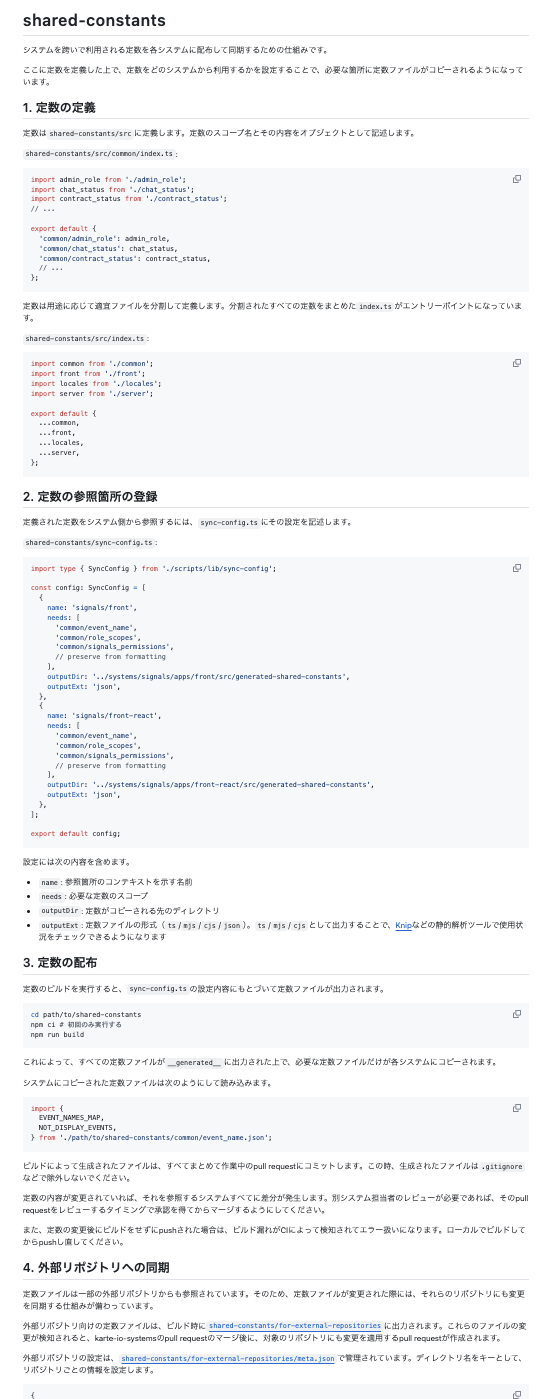 shared-constants
システムを跨いで利用される定数を各システムに配布して同期するための仕組みです。
ここに定数を定義した上で、定数をどのシステムから利用するかを設定することで、必要な箇所に定数ファイルがコピーされるようになって
います。
1. 定数の定義
定数は shared-constants/src に定義します。定数のスコープ名とその内容をオブジェクトとして記述します。
shared-constants/src/common/index.ts :
import admin_role from './admin_role';
import chat_status from './chat_status';
import contract_status from './contract_status';
// ...
export default {
  'common/admin_role': admin_role,
  'common/chat_status': chat_status,
  'common/contract_status': contract_status,
  // ...
};
定数は用途に応じて適宜ファイルを分割して定義します。分割されたすべての定数をまとめた index.ts がエントリーポイントになっていま
す。
shared-constants/src/index.ts :
import common from './common';
import front from './front';
import locales from './locales';
import server from './server';
export default {
  ...common,
  ...front,
  ...locales,
  ...server,
};
2. 定数の参照箇所の登録
定義された定数をシステム側から参照するには、 sync-config.ts にその設定を記述します。
shared-constants/sync-config.ts :
import type { SyncConfig } from './scripts/lib/sync-config';
const config: SyncConfig = [
  {
    name: 'signals/front',
    needs: [
      'common/event_name',
      'common/role_scopes',
      'common/signals_permissions',
      // preserve from formatting
    ],
    outputDir: '../systems/signals/apps/front/src/generated-shared-constants',
    outputExt: 'json',
  },
  {
    name: 'signals/front-react',
    needs: [
      'common/event_name',
      'common/role_scopes',
      'common/signals_permissions',
      // preserve from formatting
    ],
    outputDir: '../systems/signals/apps/front-react/src/generated-shared-constants',
    outputExt: 'json',
  },
];
export default config;
設定には次の内容を含めます。
• name : 参照箇所のコンテキストを示す名前
• needs : 必要な定数のスコープ
• outputDir : 定数がコピーされる先のディレクトリ
• outputExt : 定数ファイルの形式（ ts / mjs / cjs / json ）。 ts / mjs / cjs として出力することで、Knipなどの静的解析ツールで使用状
況をチェックできるようになります
3. 定数の配布
定数のビルドを実行すると、 sync-config.ts の設定内容にもとづいて定数ファイルが出力されます。
cd path/to/shared-constants
npm ci # 初回のみ実行する
npm run build
これによって、すべての定数ファイルが __generated__ に出力された上で、必要な定数ファイルだけが各システムにコピーされます。
システムにコピーされた定数ファイルは次のようにして読み込みます。
import {
  EVENT_NAMES_MAP,
  NOT_DISPLAY_EVENTS,
} from './path/to/shared-constants/common/event_name.json';
ビルドによって生成されたファイルは、すべてまとめて作業中のpull requestにコミットします。この時、生成されたファイルは .gitignore
などで除外しないでください。
定数の内容が変更されていれば、それを参照するシステムすべてに差分が発生します。別システム担当者のレビューが必要であれば、そのpull
requestをレビューするタイミングで承認を得てからマージするようにしてください。
また、定数の変更後にビルドをせずにpushされた場合は、ビルド漏れがCIによって検知されてエラー扱いになります。ローカルでビルドして
からpushし直してください。
4. 外部リポジトリへの同期
定数ファイルは一部の外部リポジトリからも参照されています。そのため、定数ファイルが変更された際には、それらのリポジトリにも変更
を同期する仕組みが備わっています。
外部リポジトリ向けの定数ファイルは、ビルド時に shared-constants/for-external-repositories に出力されます。これらのファイルの変
更が検知されると、karte-io-systemsのpull requestのマージ後に、対象のリポジトリにも変更を適用するpull requestが作成されます。
外部リポジトリの設定は、 shared-constants/for-external-repositories/meta.json で管理されています。ディレクトリ名をキーとして、
リポジトリごとの情報を設定します。
{